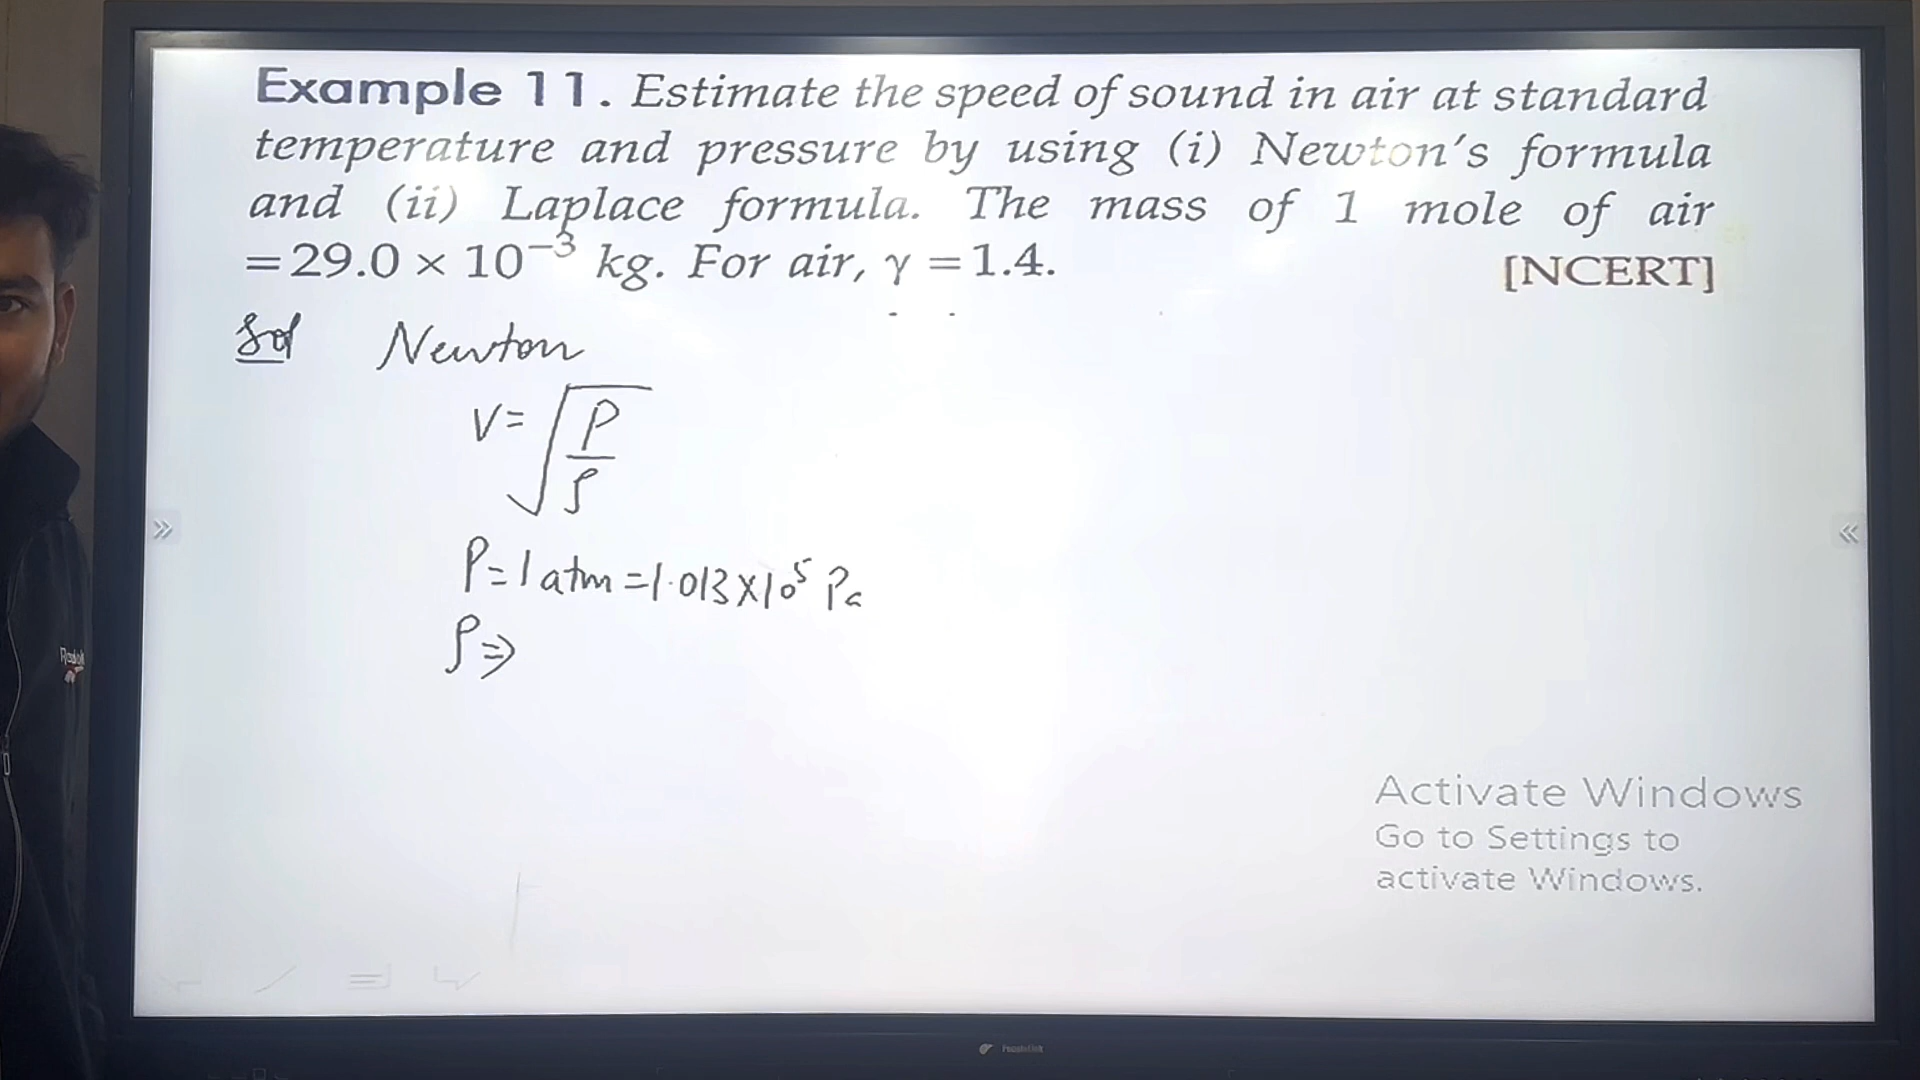 Example 11. Estimate the speed of sound in air at standard
temperature and pressure by using (i) Newton's formula
and (ii) Laplace formula. The mass of 1 mole of air
=29.0 × 10⁻³ kg. For air, γ =1.4.
[NCERT]
Sol Newton
V= √P/ρ
P=1 atm =1.013X10⁵ Pa
ρ⇒
»
«
Reebok
Activate Windows
Go to Settings to
activate Windows.